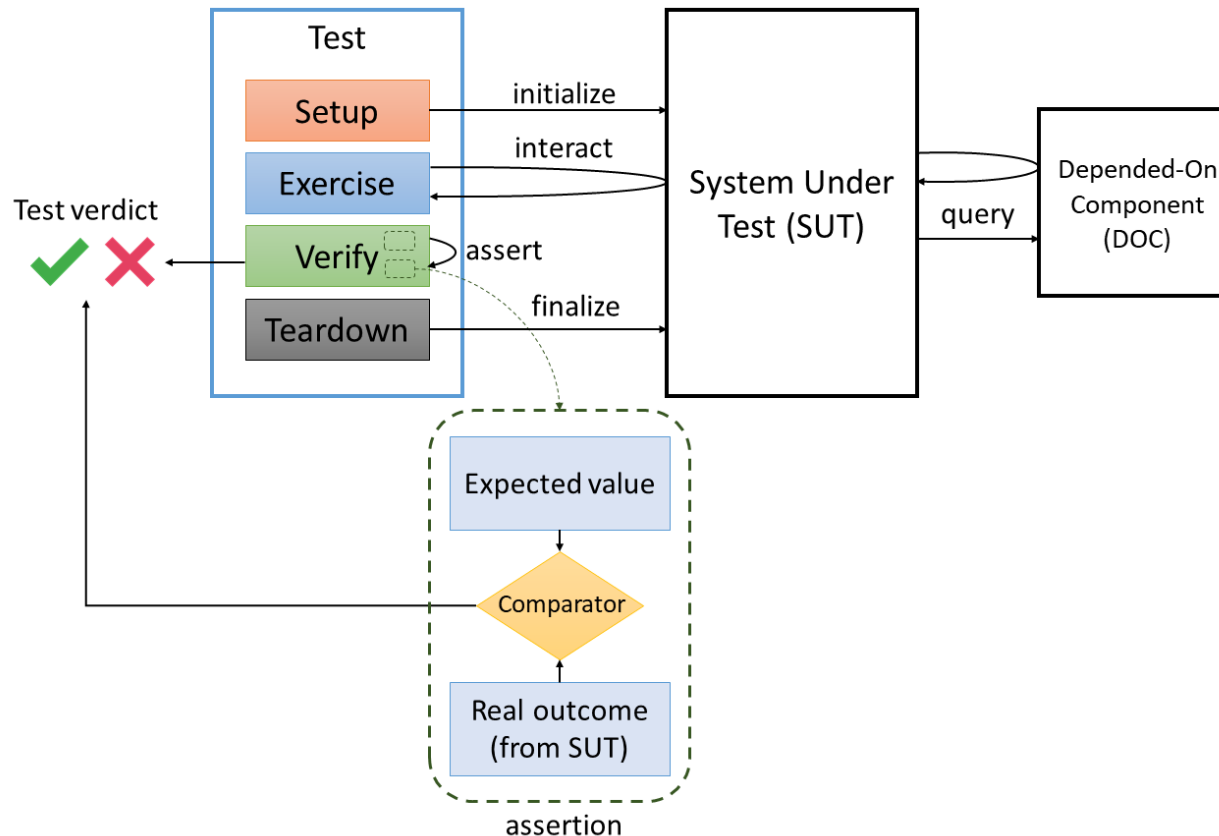 Test
Setup
initialize
Exercise
interact
System Under
Test (SUT)
Depended-On
Component
(DOC)
query
Test verdict
Verify
assert
Teardown
finalize
Expected value
Comparator
Real outcome
(from SUT)
assertion